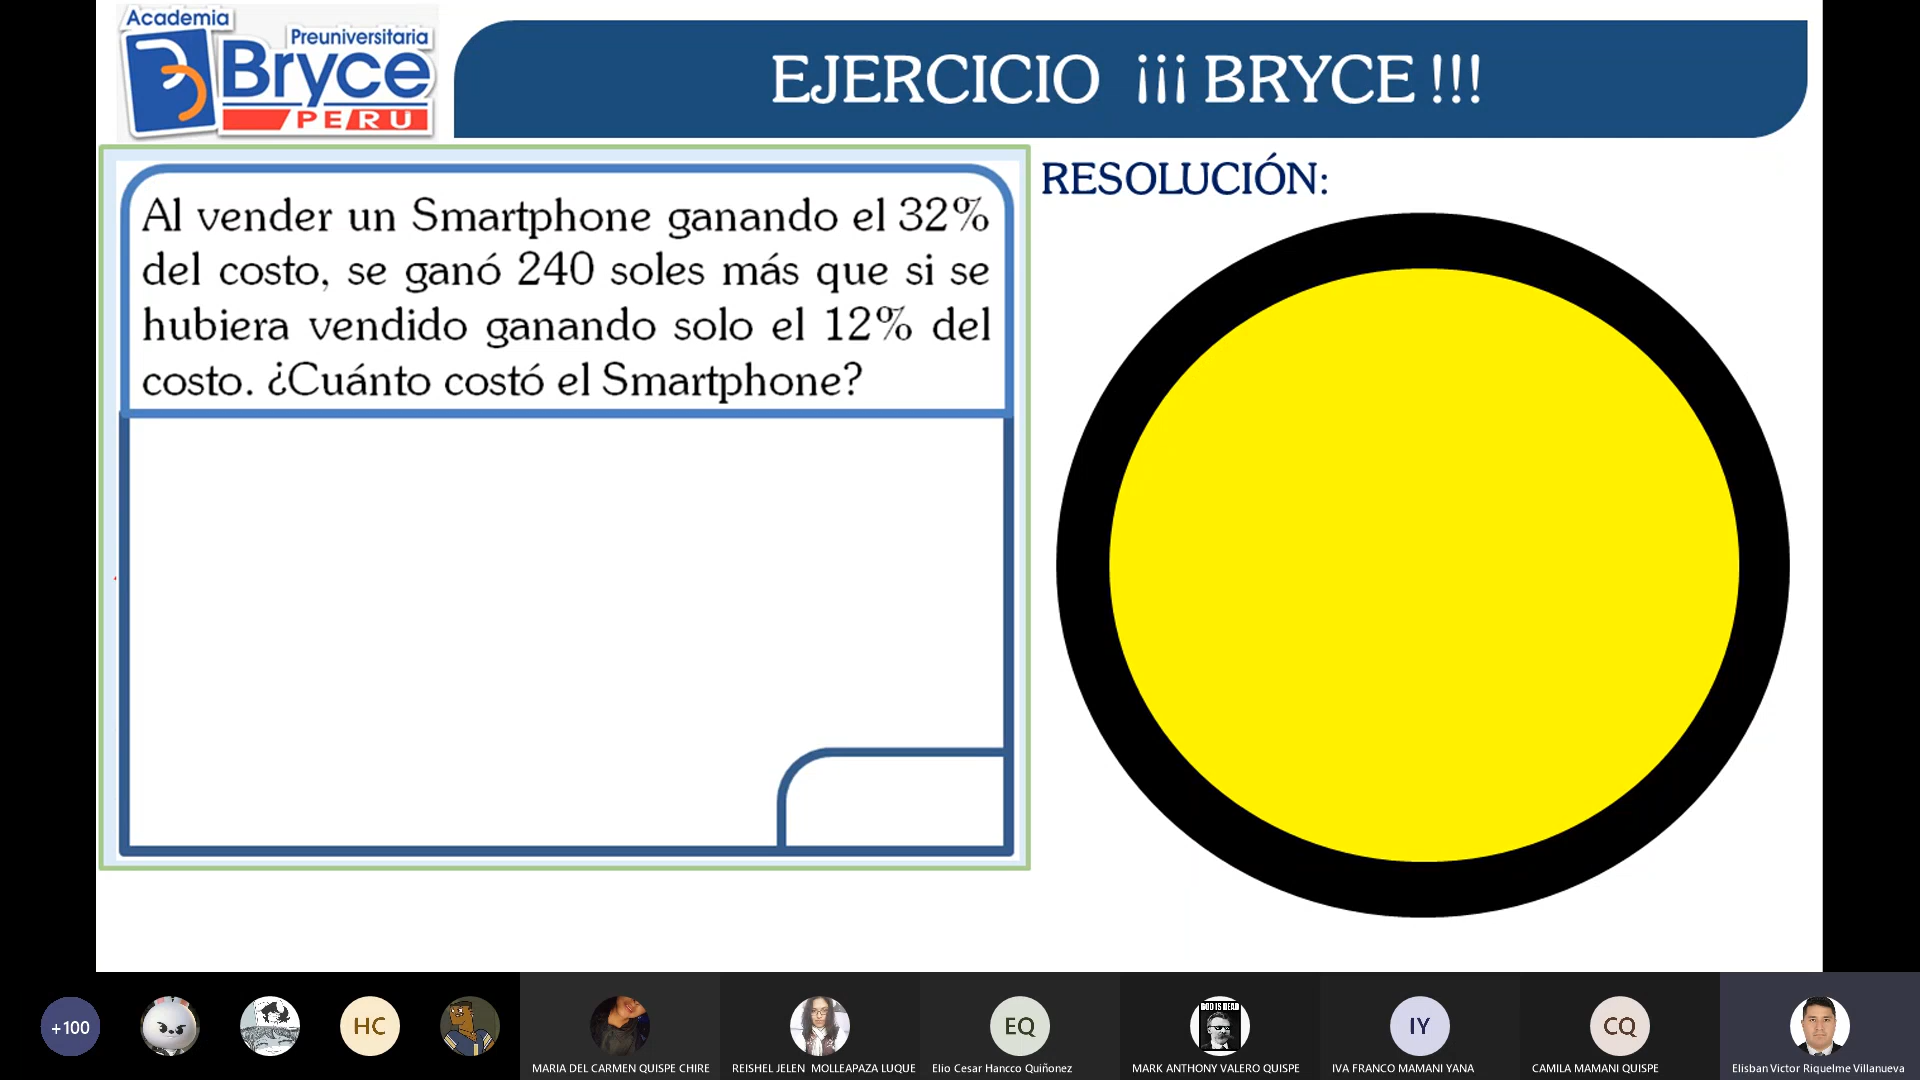 Academia
Preuniversitaria
Bryce
PERU
EJERCICIO ¡¡¡ BRYCE !!!
Al vender un Smartphone ganando el 32%
del costo, se ganó 240 soles más que si se
hubiera vendido ganando solo el 12% del
costo. ¿Cuánto costó el Smartphone?
RESOLUCIÓN:
+100
HC
EQ
GOD IS DEAD
IY
CQ
MARIA DEL CARMEN QUISPE CHIRE
REISHEL JELEN MOLLEAPAZA LUQUE
Elio Cesar Hancco Quiñonez
MARK ANTHONY VALERO QUISPE
IVA FRANCO MAMANI YANA
CAMILA MAMANI QUISPE
Elisban Victor Riquelme Villanueva